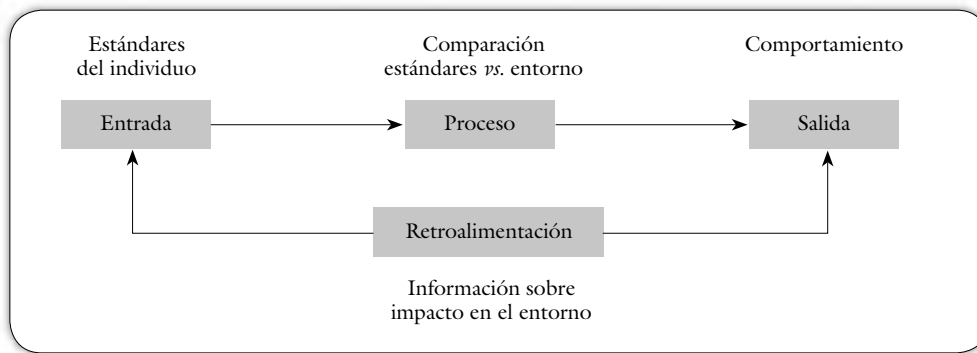 Estándares
del individuo
Comparación
estándares vs. entorno
Comportamiento
Entrada
Proceso
Salida
Retroalimentación
Información sobre
impacto en el entorno